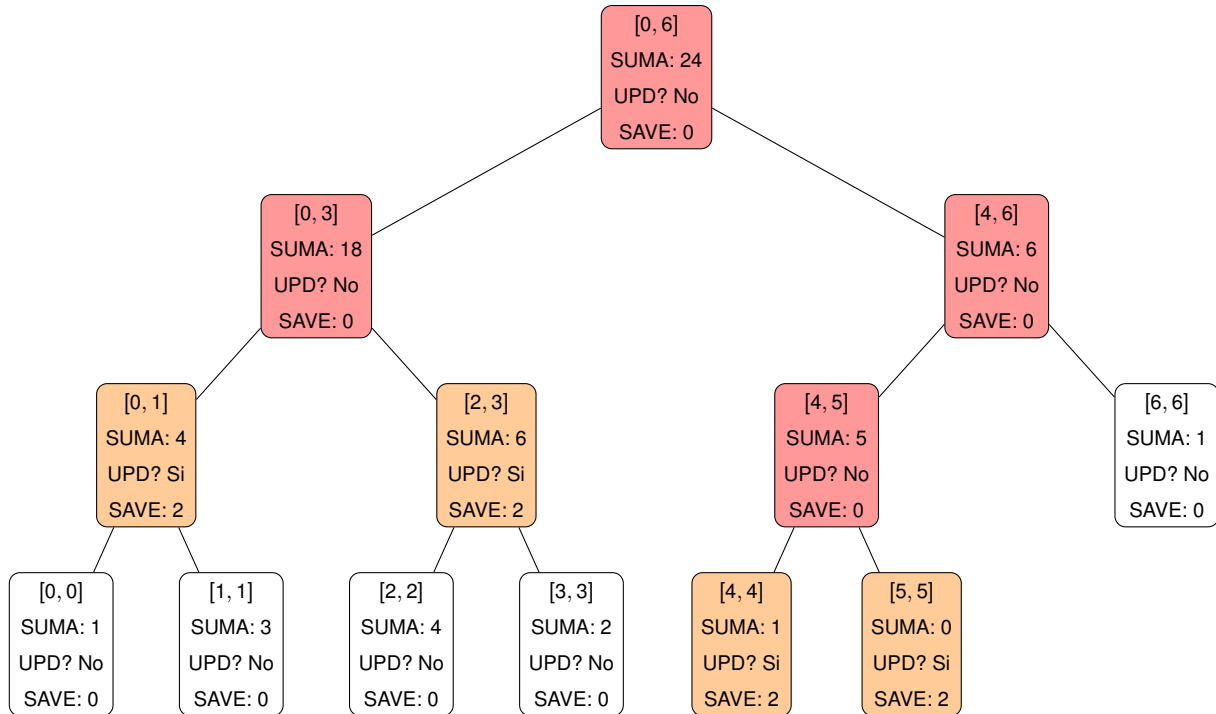 [0, 6]
SUMA: 24
UPD? No
SAVE: 0
[0, 3]
SUMA: 18
UPD? No
SAVE: 0
[4, 6]
SUMA: 6
UPD? No
SAVE: 0
[0, 1]
SUMA: 4
UPD? Si
SAVE: 2
[2, 3]
SUMA: 6
UPD? Si
SAVE: 2
[4, 5]
SUMA: 5
UPD? No
SAVE: 0
[6, 6]
SUMA: 1
UPD? No
SAVE: 0
[0, 0]
SUMA: 1
UPD? No
SAVE: 0
[1, 1]
SUMA: 3
UPD? No
SAVE: 0
[2, 2]
SUMA: 4
UPD? No
SAVE: 0
[3, 3]
SUMA: 2
UPD? No
SAVE: 0
[4, 4]
SUMA: 1
UPD? Si
SAVE: 2
[5, 5]
SUMA: 0
UPD? Si
SAVE: 2